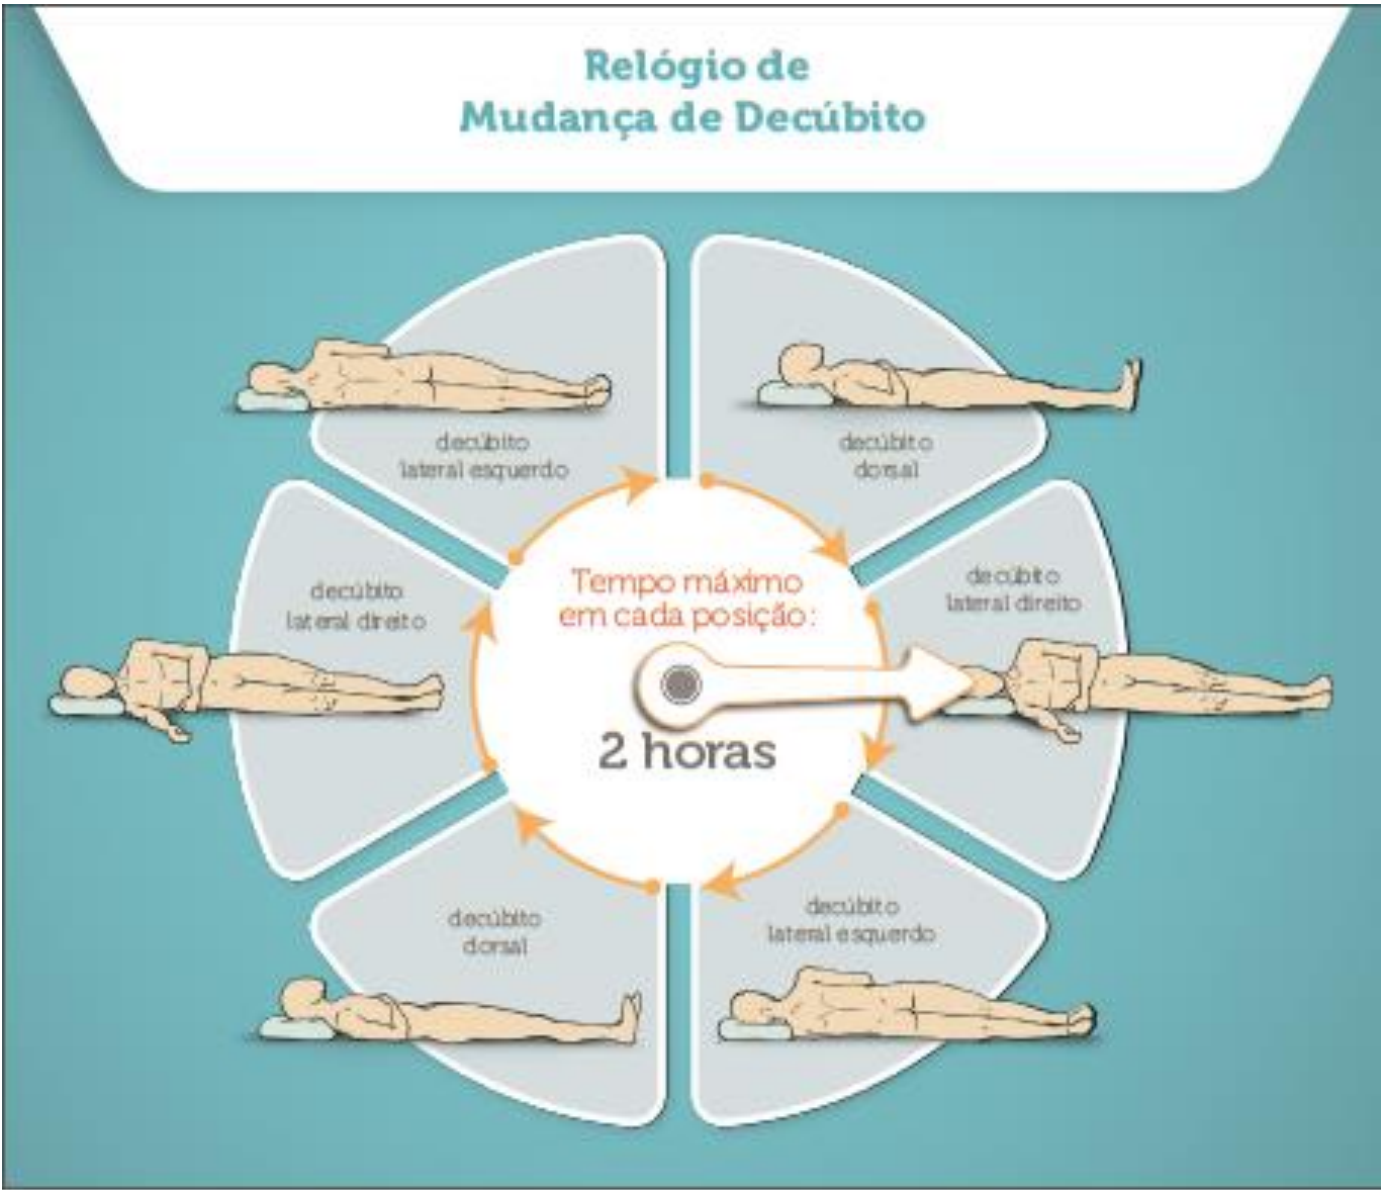 Relógio de
Mudança de Decúbito
decúbito
lateral esquerdo
decúbito
dorsal
decúbito
lateral direito
Tempo máximo
em cada posição:
2 horas
decúbito
lateral direito
decúbito
dorsal
decúbito
lateral esquerdo